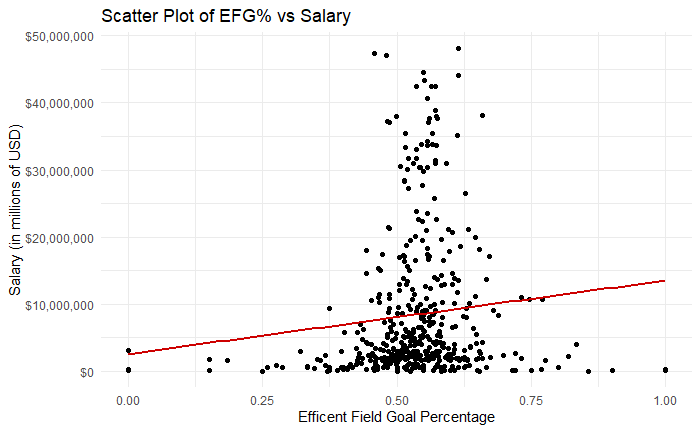 Scatter Plot of EFG% vs Salary
$50,000,000
$40,000,000
$30,000,000
$20,000,000
$10,000,000
$0
Salary (in millions of USD)
0.00 0.25 0.50 0.75 1.00
Efficent Field Goal Percentage